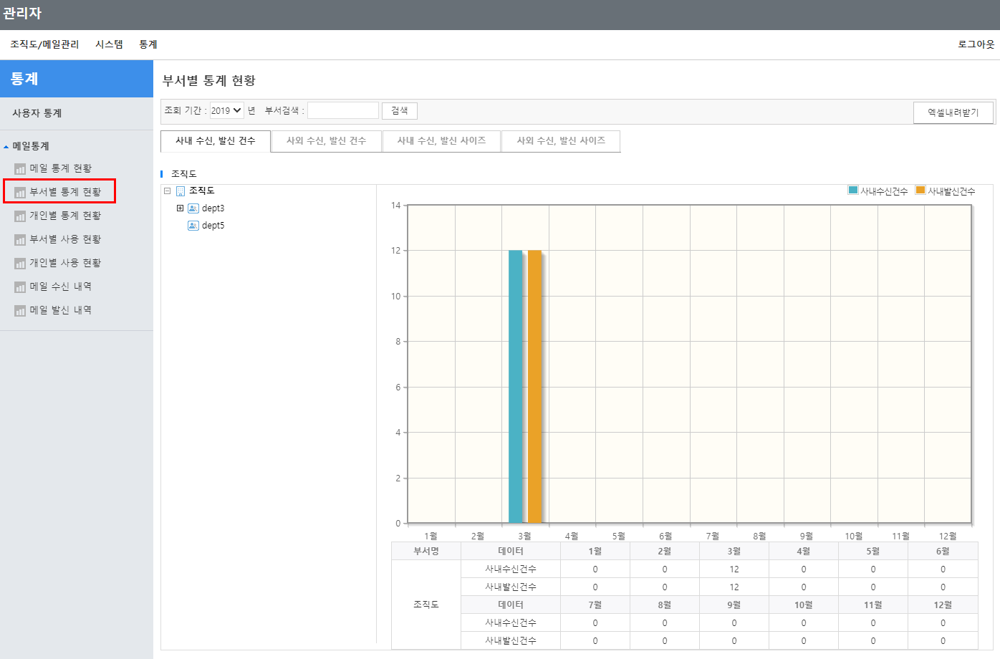 관리자
조직도/메일관리 시스템 통계 로그아웃
통계
사용자 통계
메일통계
메일 통계 현황
부서별 통계 현황
개인별 통계 현황
부서별 사용 현황
개인별 사용 현황
메일 수신 내역
메일 발신 내역
부서별 통계 현황
조회 기간 : 2019 년 부서검색 : 검색 엑셀내려받기
사내 수신, 발신 건수 사외 수신, 발신 건수 사내 수신, 발신 사이즈 사외 수신, 발신 사이즈
조직도
조직도
dept3
dept5
사내수신건수 사내발신건수
14
12
10
8
6
4
2
0
1월 2월 3월 4월 5월 6월 7월 8월 9월 10월 11월 12월
부서명 데이터 1월 2월 3월 4월 5월 6월
사내수신건수 0 0 12 0 0 0
사내발신건수 0 0 12 0 0 0
조직도 데이터 7월 8월 9월 10월 11월 12월
사내수신건수 0 0 0 0 0 0
사내발신건수 0 0 0 0 0 0